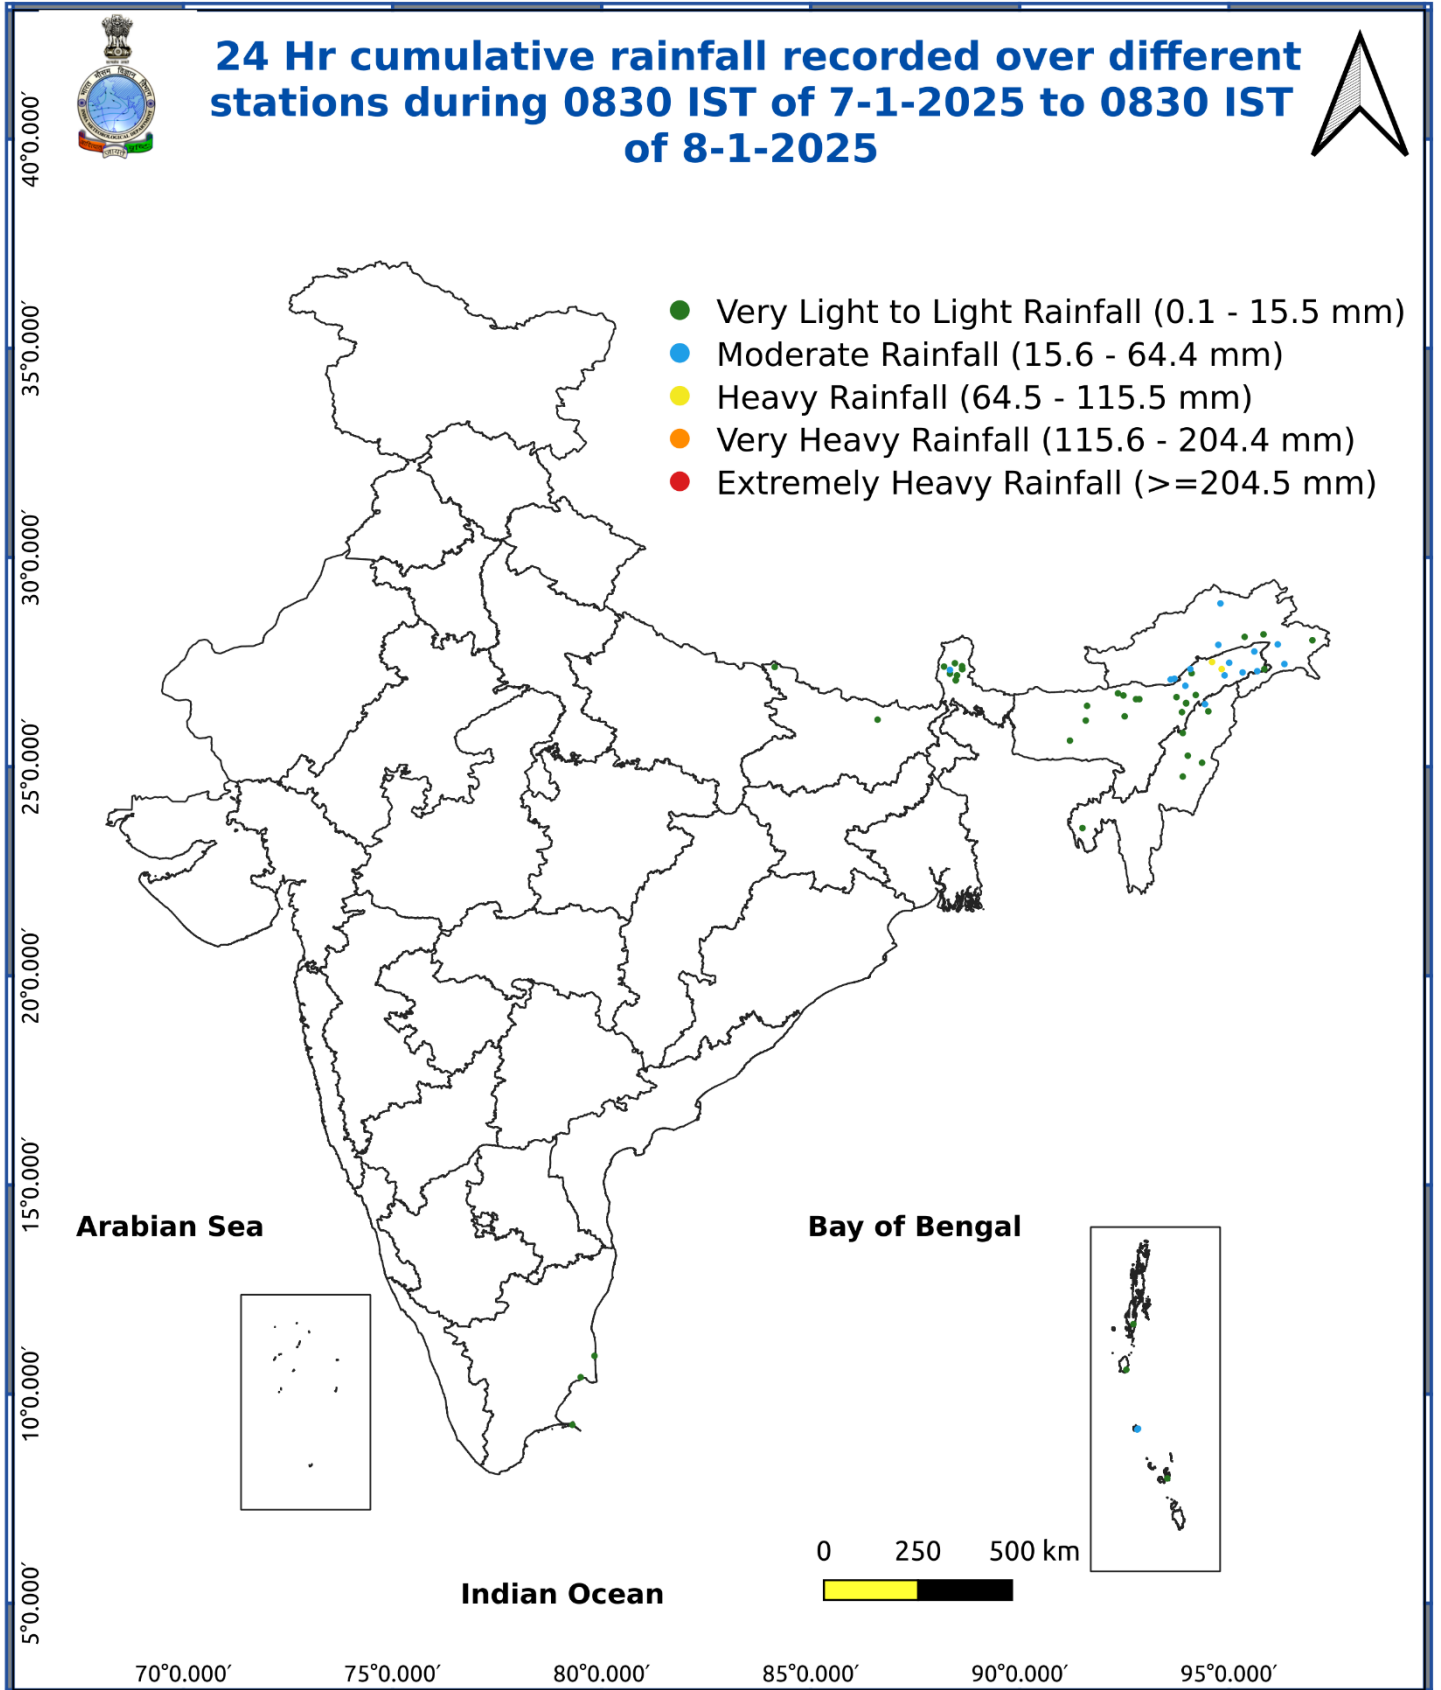 24 Hr cumulative rainfall recorded over different
stations during 0830 IST of 7-1-2025 to 0830 IST
of 8-1-2025
Very Light to Light Rainfall (0.1 - 15.5 mm)
Moderate Rainfall (15.6 - 64.4 mm)
Heavy Rainfall (64.5 - 115.5 mm)
Very Heavy Rainfall (115.6 - 204.4 mm)
Extremely Heavy Rainfall (>=204.5 mm)
40°0.000′
35°0.000′
30°0.000′
25°0.000′
20°0.000′
15°0.000′
10°0.000′
5°0.000′
Arabian Sea
Bay of Bengal
Indian Ocean
0 250 500 km
70°0.000′ 75°0.000′ 80°0.000′ 85°0.000′ 90°0.000′ 95°0.000′